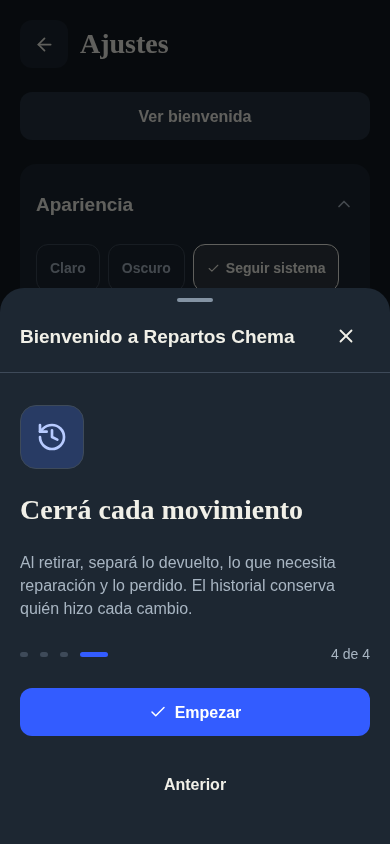 Ajustes
Ver bienvenida
Apariencia
Claro
Oscuro
Seguir sistema
Bienvenido a Repartos Chema
Cerrá cada movimiento
Al retirar, separá lo devuelto, lo que necesita
reparación y lo perdido. El historial conserva
quién hizo cada cambio.
4 de 4
Empezar
Anterior